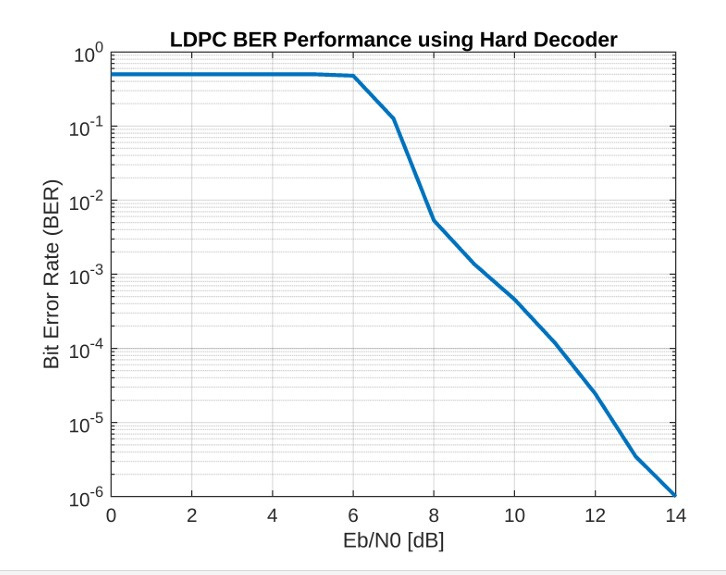 LDPC BER Performance using Hard Decoder
10^0
10^-1
10^-2
10^-3
10^-4
10^-5
10^-6
Bit Error Rate (BER)
0 2 4 6 8 10 12 14
Eb/N0 [dB]